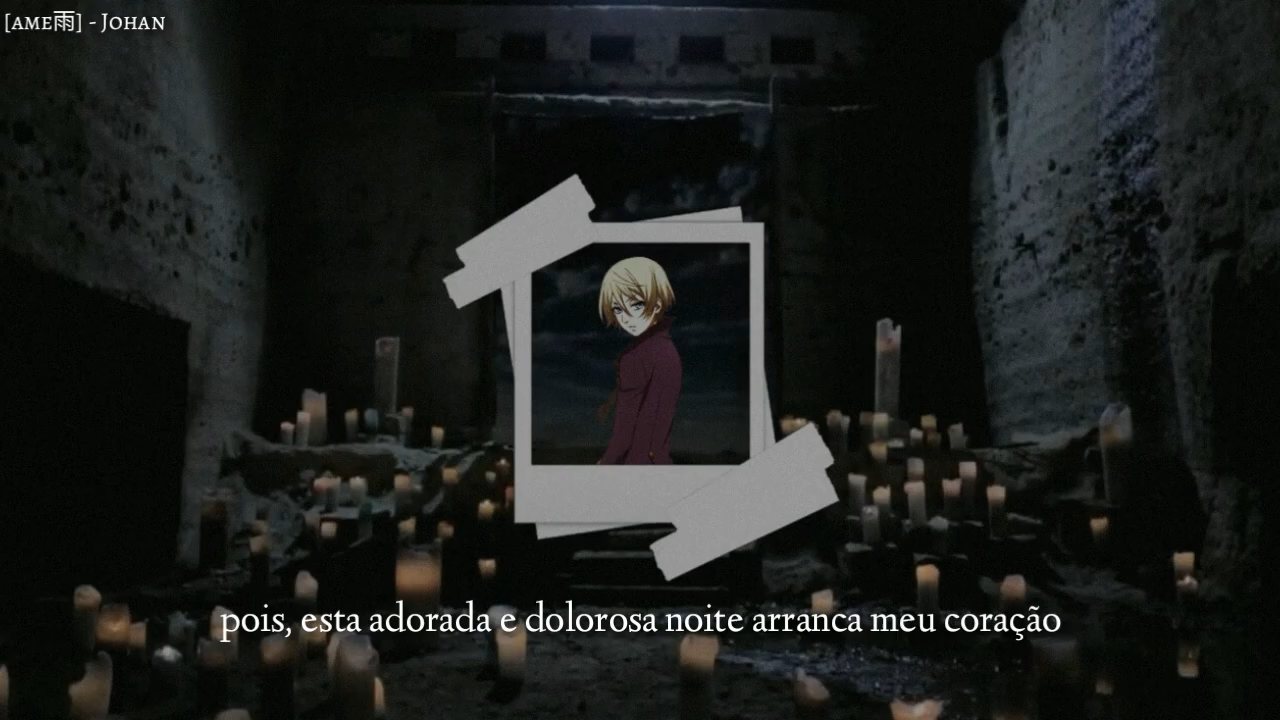 [ame雨] - Johan
pois, esta adorada e dolorosa noite arranca meu coração